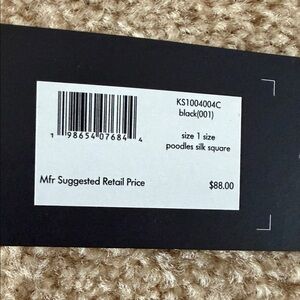 KS1004004C
black(001)
1 98654 07684 4
size 1 size
poodles silk square
Mfr Suggested Retail Price
$88.00